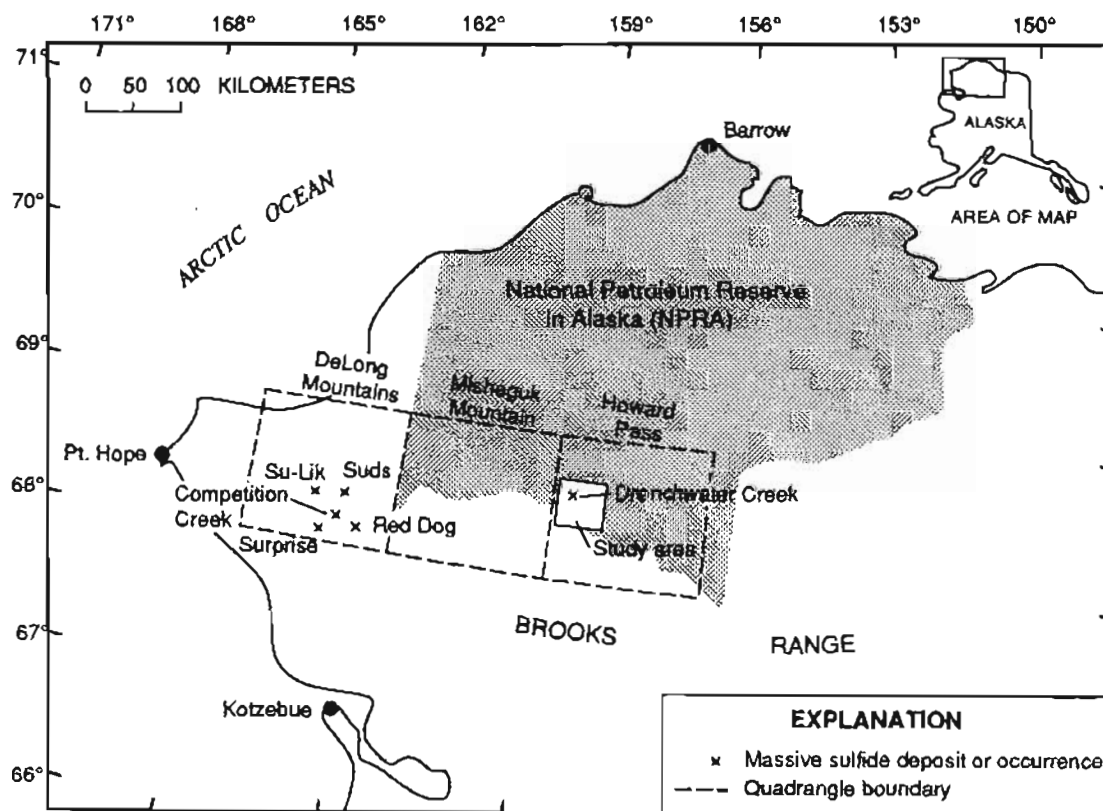 171° 168° 165° 162° 159° 156° 153° 150°
71°
0 50 100 KILOMETERS
Barrow
ALASKA
AREA OF MAP
70°
ARCTIC OCEAN
National Petroleum Reserve
in Alaska (NPRA)
69°
DeLong
Mountains
Misheguk
Mountain
Howard
Pass
Pt. Hope
68°
Su-Lik
Suds
Competition
Creek
Red Dog
Surprise
Drenchwater Creek
Study area
67°
BROOKS RANGE
Kotzebue
66°
EXPLANATION
× Massive sulfide deposit or occurrence
Quadrangle boundary